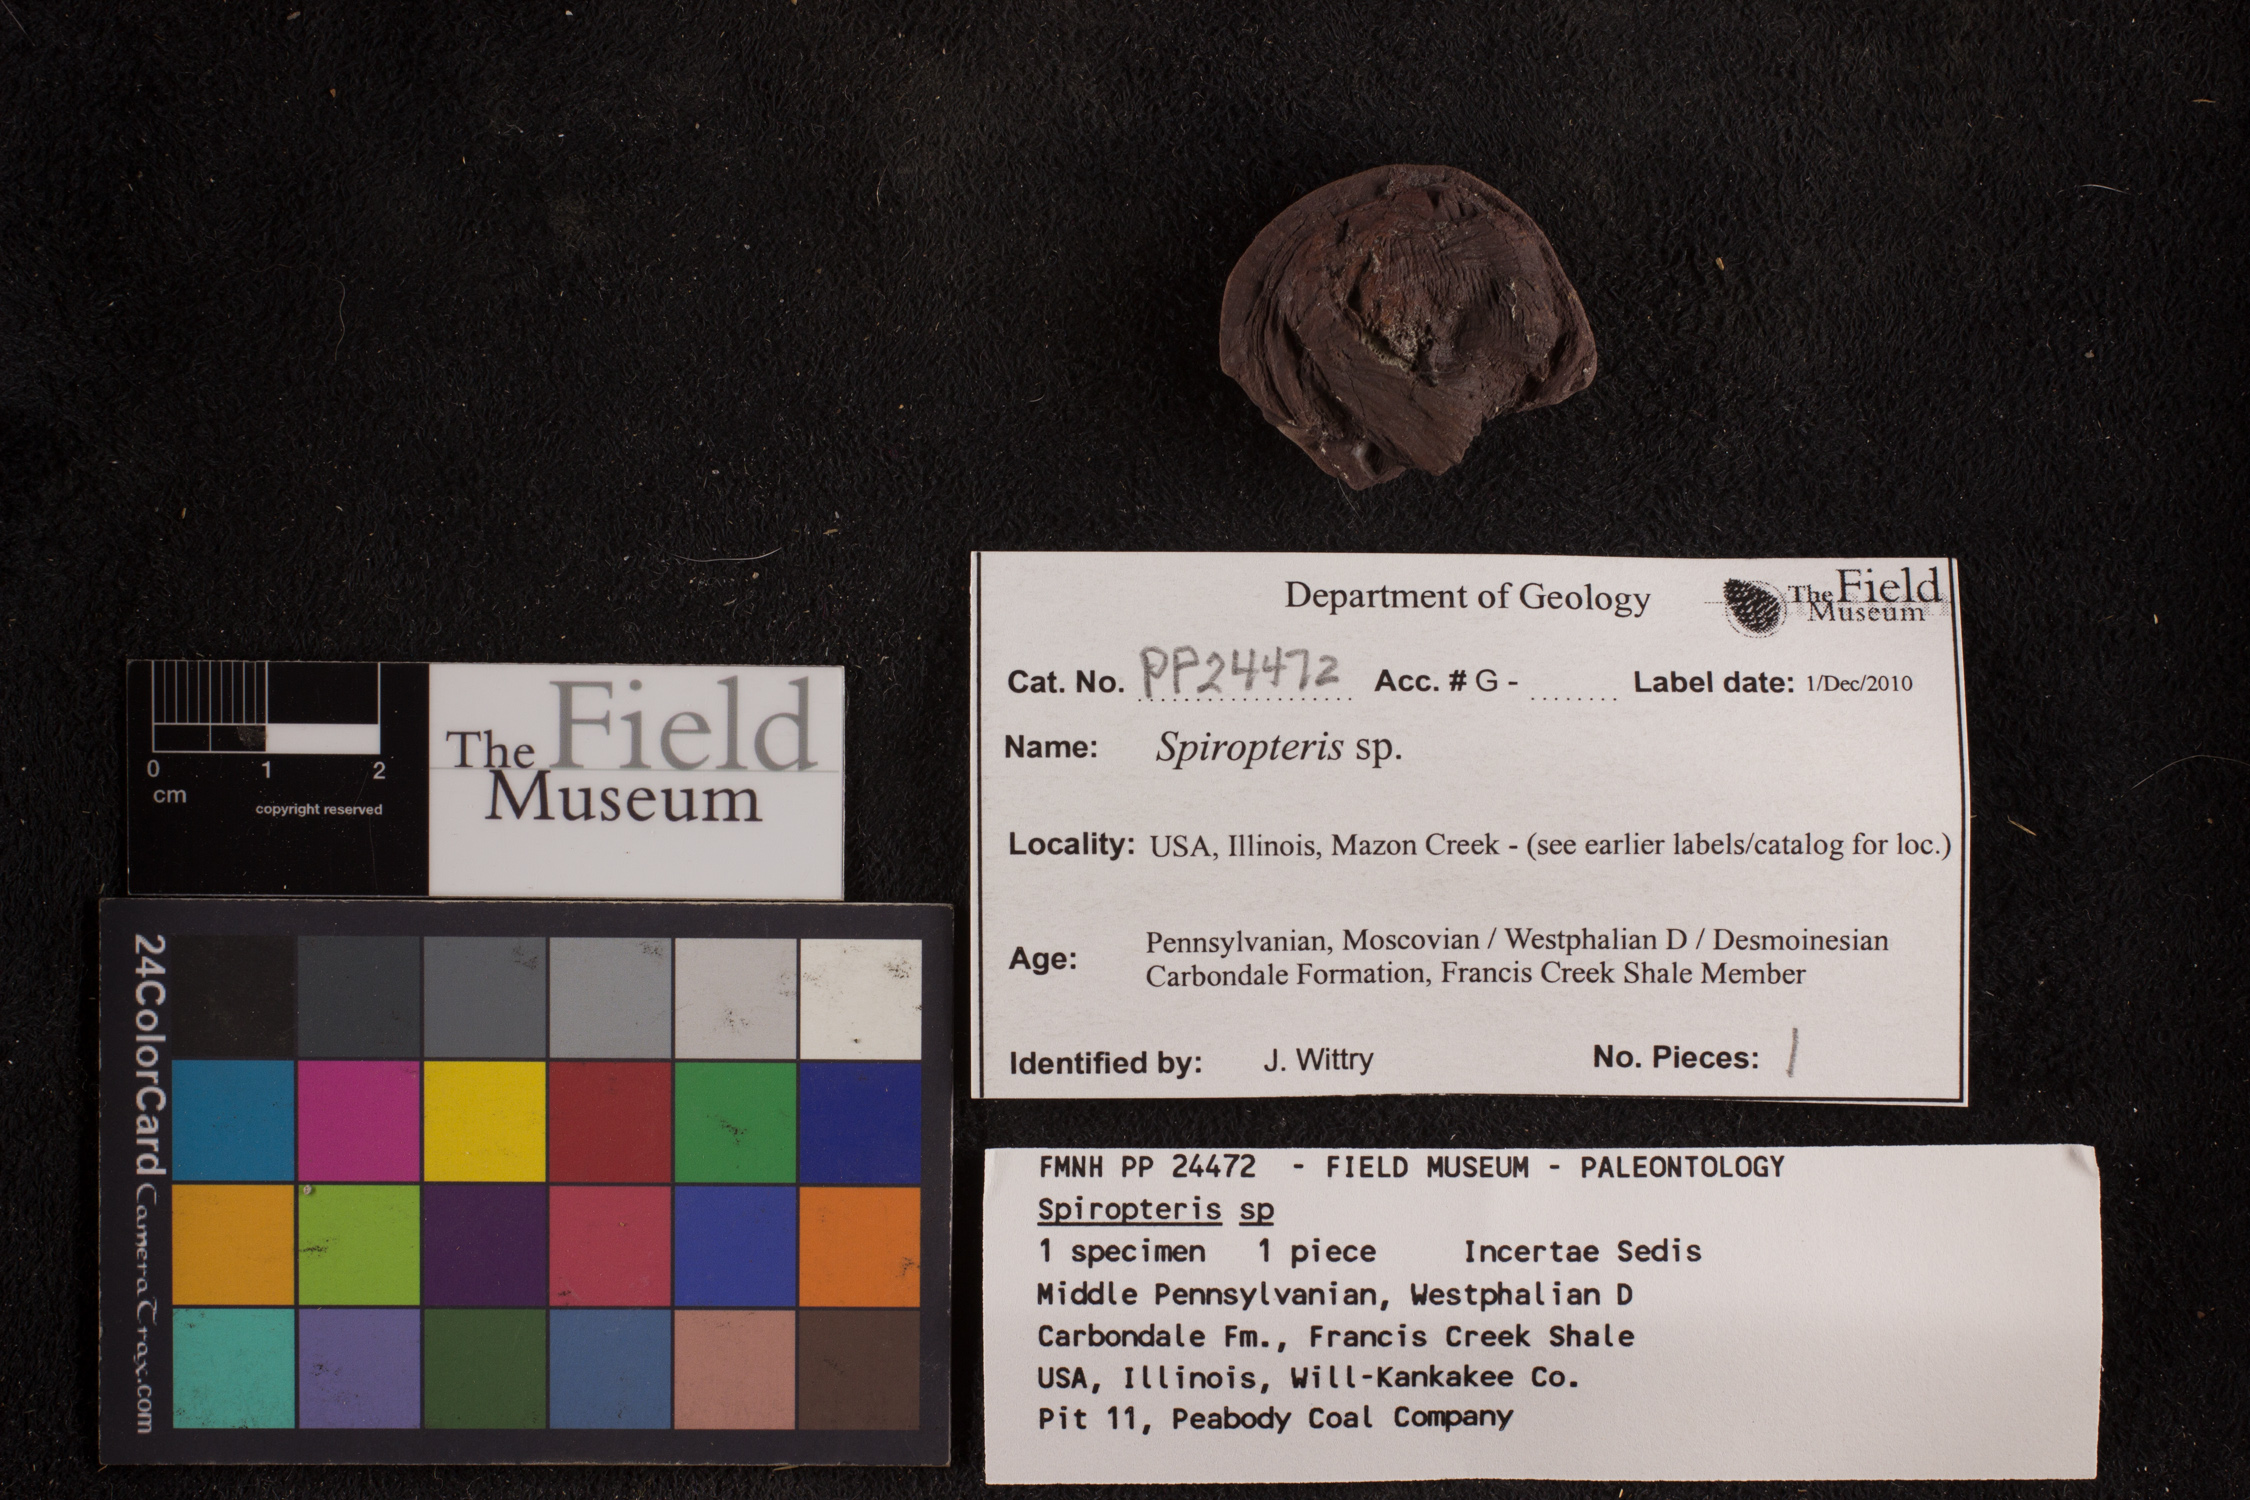 Department of Geology
The Field
Museum
Cat. No. PP24472 Acc. # G - ....... Label date: 1/Dec/2010
Name: Spiropteris sp.
Locality: USA, Illinois, Mazon Creek - (see earlier labels/catalog for loc.)
Age: Pennsylvanian, Moscovian / Westphalian D / Desmoinesian
Carbondale Formation, Francis Creek Shale Member
Identified by: J. Wittry No. Pieces: 1
0 1 2
cm
copyright reserved
The Field
Museum
24ColorCard CameraTrax.com
FMNH PP 24472 - FIELD MUSEUM - PALEONTOLOGY
Spiropteris sp
1 specimen 1 piece Incertae Sedis
Middle Pennsylvanian, Westphalian D
Carbondale Fm., Francis Creek Shale
USA, Illinois, Will-Kankakee Co.
Pit 11, Peabody Coal Company